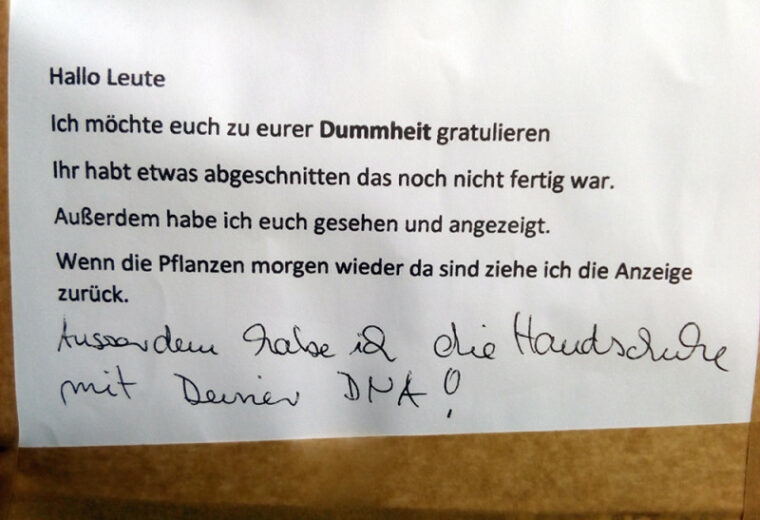 Hallo Leute
Ich möchte euch zu eurer Dummheit gratulieren
Ihr habt etwas abgeschnitten das noch nicht fertig war.
Außerdem habe ich euch gesehen und angezeigt.
Wenn die Pflanzen morgen wieder da sind ziehe ich die Anzeige
zurück.
Ausserdem habe ich die Handschuhe
mit Deiner DNA!